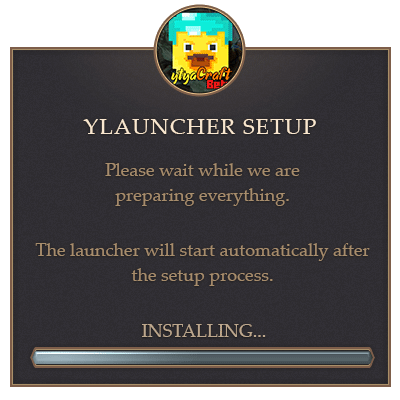 ytyaCraft
YLAUNCHER SETUP
Please wait while we are
preparing everything.
The launcher will start automatically after
the setup process.
INSTALLING...